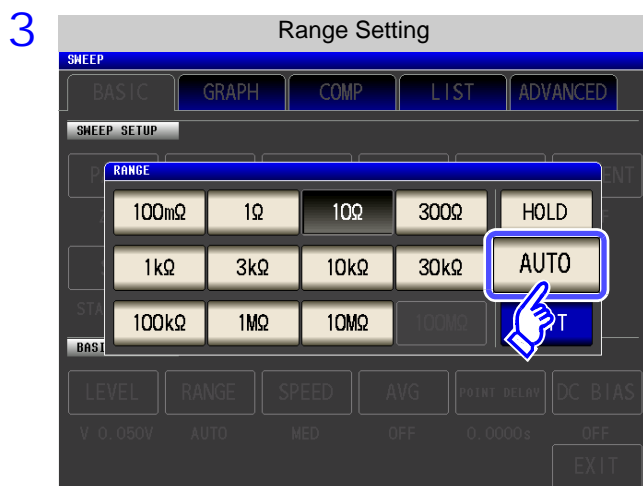 3
Range Setting
SWEEP
BASIC GRAPH COMP LIST ADVANCED
SWEEP SETUP
RANGE
100mΩ 1Ω 10Ω 300Ω HOLD
1kΩ 3kΩ 10kΩ 30kΩ AUTO
100kΩ 1MΩ 10MΩ 100MΩ
LEVEL RANGE SPEED AVG POINT DELAY DC BIAS
V 0.050V AUTO MED OFF 0.0000s OFF
EXIT